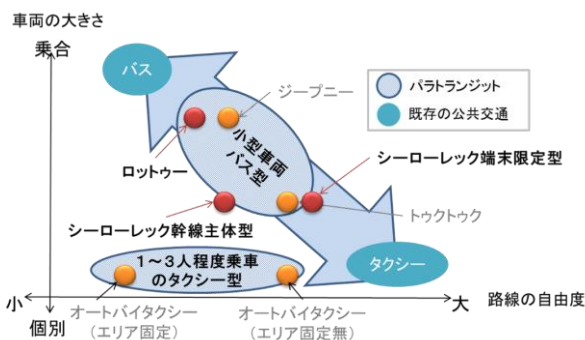 車両の大きさ
乗合
バス
ジープニー
パラトランジット
既存の公共交通
小型車両
バス型
ロットゥー
シーローレック端末限定型
シーローレック幹線主体型
トゥクトゥク
タクシー
1～3人程度乗車
のタクシー型
小
大
路線の自由度
個別
オートバイタクシー
（エリア固定）
オートバイタクシー
（エリア固定無）